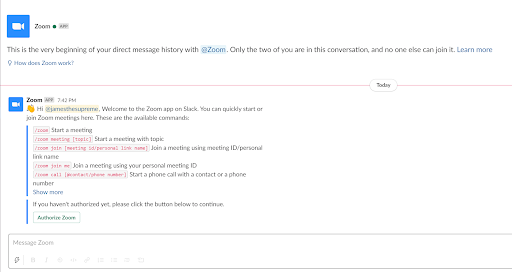 Zoom APP
This is the very beginning of your direct message history with @Zoom. Only the two of you are in this conversation, and no one else can join it. Learn more
How does Zoom work?
Today
Zoom APP 7:42 PM
Hi @jamesthesupreme, Welcome to the Zoom app on Slack. You can quickly start or
join Zoom meetings here. These are the available commands:
/zoom Start a meeting
/zoom meeting [topic] Start a meeting with topic
/zoom join [meeting id/personal link name] Join a meeting using meeting ID/personal
link name
/zoom join me Join a meeting using your personal meeting ID
/zoom call [@contact/phone number] Start a phone call with a contact or a phone
number
Show more
If you haven't authorized yet, please click the button below to continue.
Authorize Zoom
Message Zoom